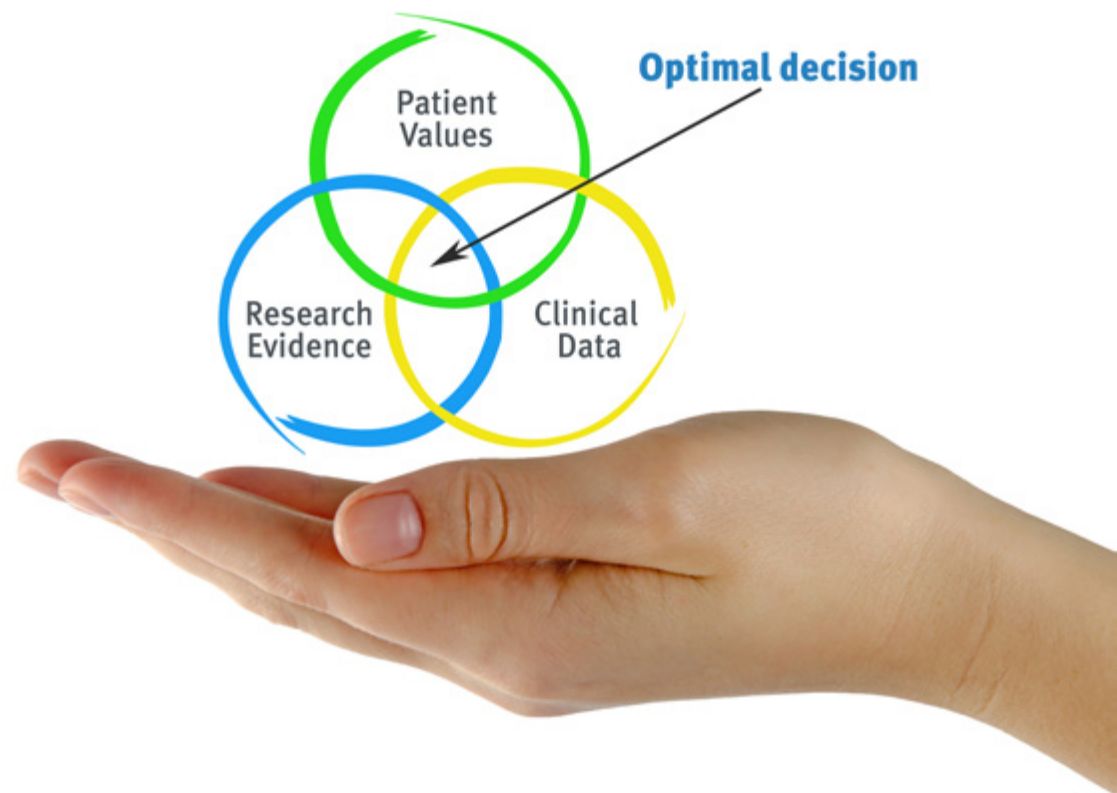 Optimal decision
Patient
Values
Research
Evidence
Clinical
Data